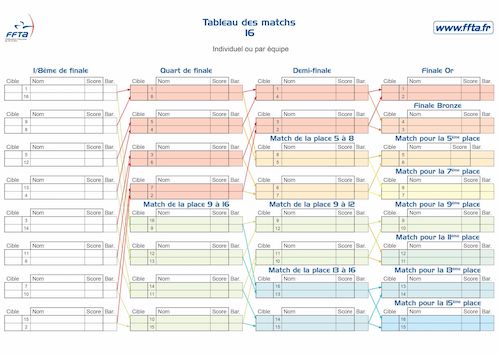 FFTA
Tableau des matchs
16
Individuel ou par équipe
www.ffta.fr
1/8ème de finale
Cible Nom Score Bar.
1
16
Cible Nom Score Bar.
9
8
Cible Nom Score Bar.
5
12
Cible Nom Score Bar.
13
4
Cible Nom Score Bar.
3
14
Cible Nom Score Bar.
Cible Nom Score Bar.
Cible Nom Score Bar.
15
2
Quart de finale
Cible Nom Score Bar.
1
8
Cible Nom Score Bar.
5
4
Cible Nom Score Bar.
3
6
Cible Nom Score Bar.
7
2
Match de la place 9 à 16
Cible Nom Score Bar.
16
9
Cible Nom Score Bar.
12
13
Cible Nom Score Bar.
14
11
Cible Nom Score Bar.
10
15
Demi-finale
Cible Nom Score Bar.
1
4
Cible Nom Score Bar.
3
2
Match de la place 5 à 8
Cible Nom Score Bar.
8
5
Cible Nom Score Bar.
6
7
Match de la place 9 à 12
Cible Nom Score Bar.
9
12
Cible Nom Score Bar.
11
10
Match de la place 13 à 16
Cible Nom Score Bar.
16
13
Cible Nom Score Bar.
14
15
Finale Or
Cible Nom Score Bar.
1
2
Finale Bronze
Cible Nom Score Bar.
4
3
Match pour la 5ème place
Cible Nom Score Bar.
5
6
Match pour la 7ème place
Cible Nom Score Bar.
8
7
Match pour la 9ème place
Cible Nom Score Bar.
9
10
Match pour la 11ème place
Cible Nom Score Bar.
12
11
Match pour la 13ème place
Cible Nom Score Bar.
13
14
Match pour la 15ème place
Cible Nom Score Bar.
16
15